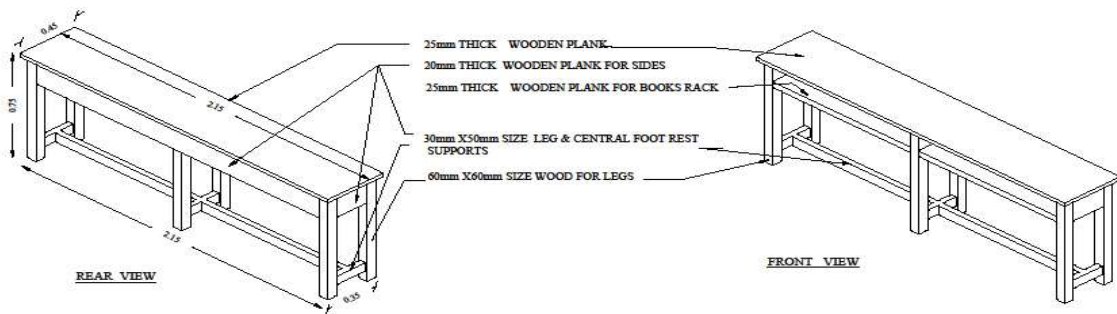 0.45
0.75
2.15
2.15
0.35
REAR VIEW
25mm THICK WOODEN PLANK
20mm THICK WOODEN PLANK FOR SIDES
25mm THICK WOODEN PLANK FOR BOOKS RACK
30mm X50mm SIZE LEG & CENTRAL FOOT REST
SUPPORTS
60mm X60mm SIZE WOOD FOR LEGS
FRONT VIEW